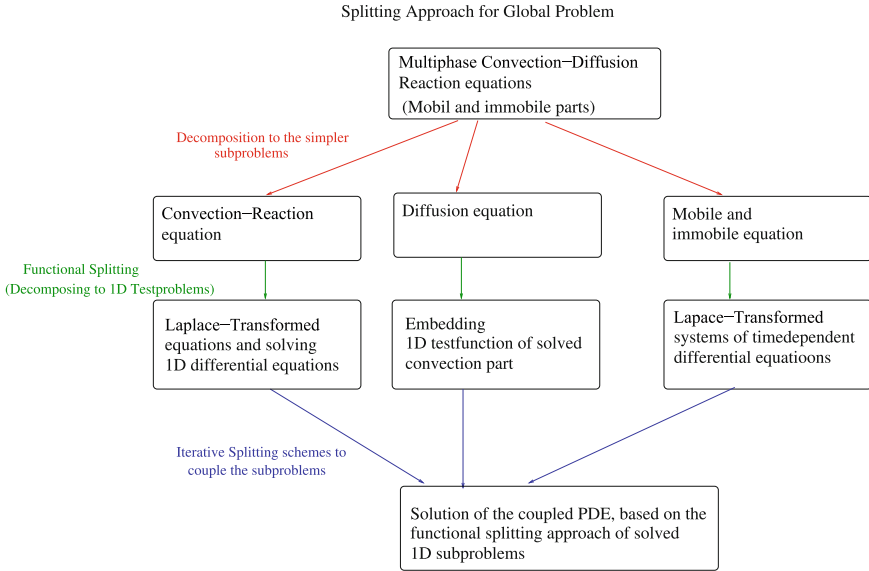 Splitting Approach for Global Problem
Multiphase Convection−Diffusion
Reaction equations
(Mobil and immobile parts)
Decomposition to the simpler
subproblems
Convection−Reaction
equation
Diffusion equation
Mobile and
immobile equation
Functional Splitting
(Decomposing to 1D Testproblems)
Laplace−Transformed
equations and solving
1D differential equations
Embedding
1D testfunction of solved
convection part
Lapace−Transformed
systems of timedependent
differential equatioons
Iterative Splitting schemes to
couple the subproblems
Solution of the coupled PDE, based on the
functional splitting approach of solved
1D subproblems